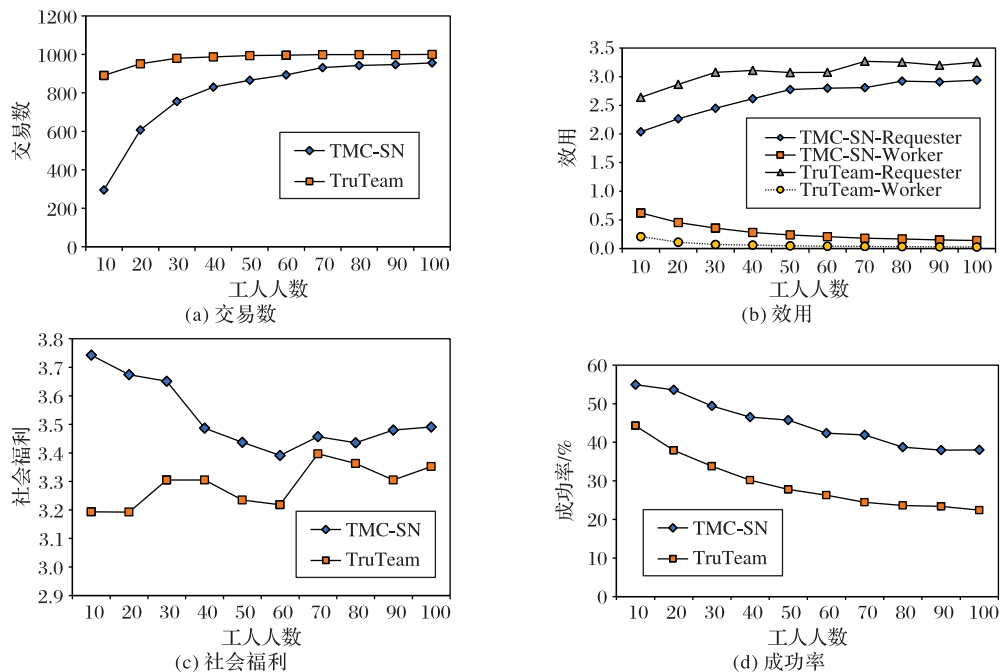 1200
1000
800
600
400
200
0
交易数
TMC-SN
TruTeam
10 20 30 40 50 60 70 80 90 100
工人人数
(a) 交易数
3.5
3.0
2.5
2.0
1.5
1.0
0.5
0.0
效用
TMC-SN-Requester
TMC-SN-Worker
TruTeam-Requester
TruTeam-Worker
10 20 30 40 50 60 70 80 90 100
工人人数
(b) 效用
3.8
3.7
3.6
3.5
3.4
3.3
3.2
3.1
3.0
2.9
社会福利
TMC-SN
TruTeam
10 20 30 40 50 60 70 80 90 100
工人人数
(c) 社会福利
60
50
40
30
20
10
0
成功率/%
TMC-SN
TruTeam
10 20 30 40 50 60 70 80 90 100
工人人数
(d) 成功率